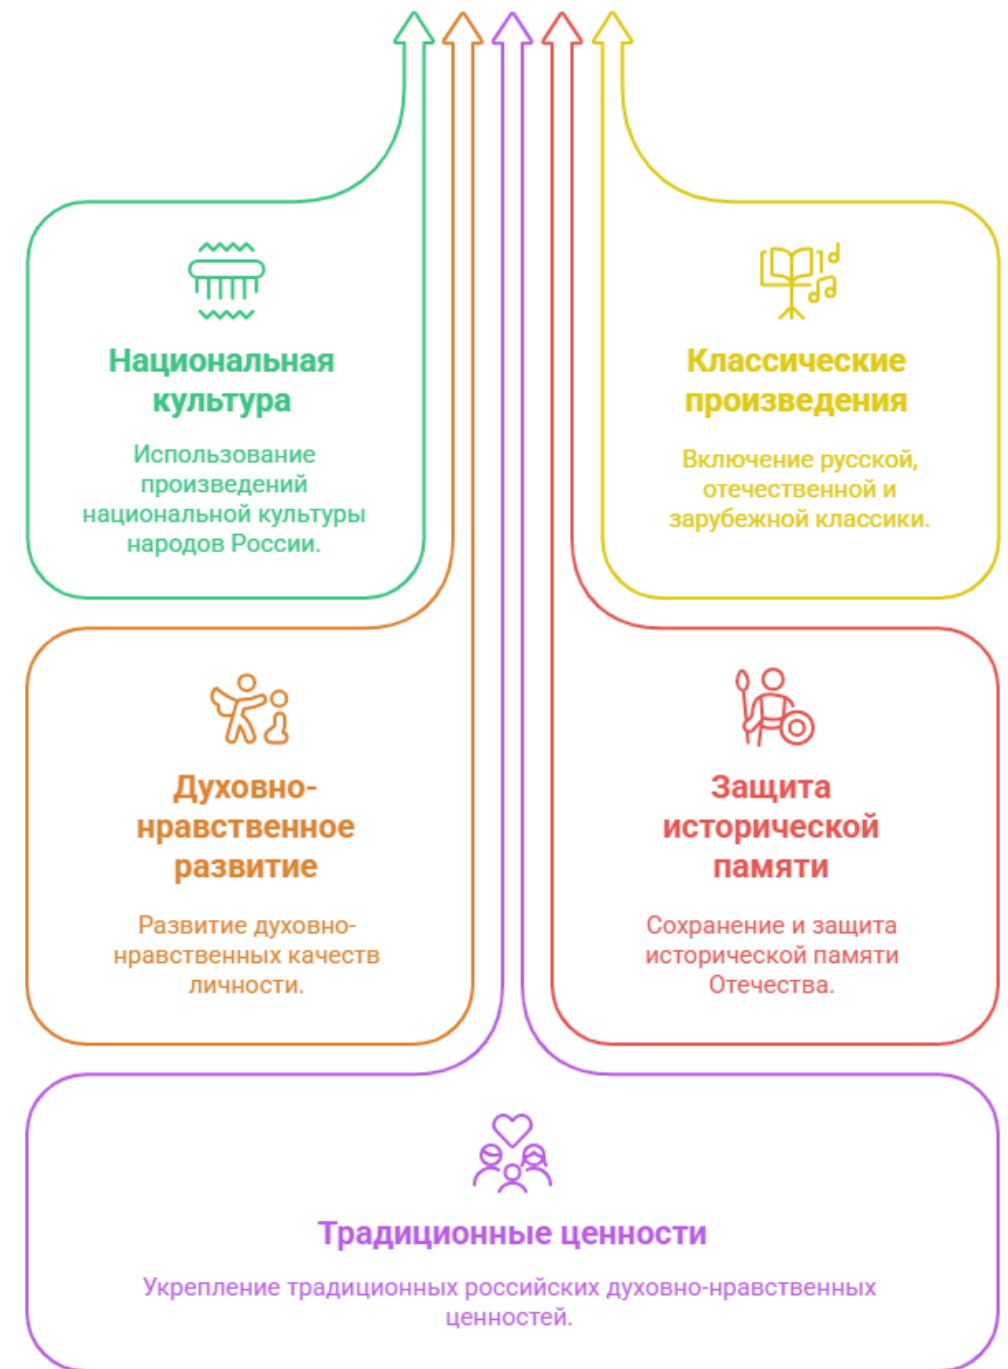 Национальная
культура
Использование
произведений
национальной культуры
народов России.
Классические
произведения
Включение русской,
отечественной и
зарубежной классики.
Духовно-
нравственное
развитие
Развитие духовно-
нравственных качеств
личности.
Защита
исторической
памяти
Сохранение и защита
исторической памяти
Отечества.
Традиционные ценности
Укрепление традиционных российских духовно-нравственных
ценностей.